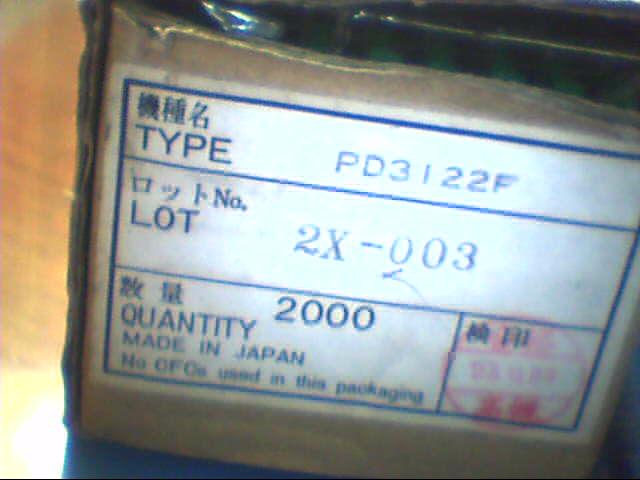 機種名
TYPE PD3122F
ロットNo.
LOT 2X-003
数量
QUANTITY 2000
検印
MADE IN JAPAN
No CFCs used in this packaging